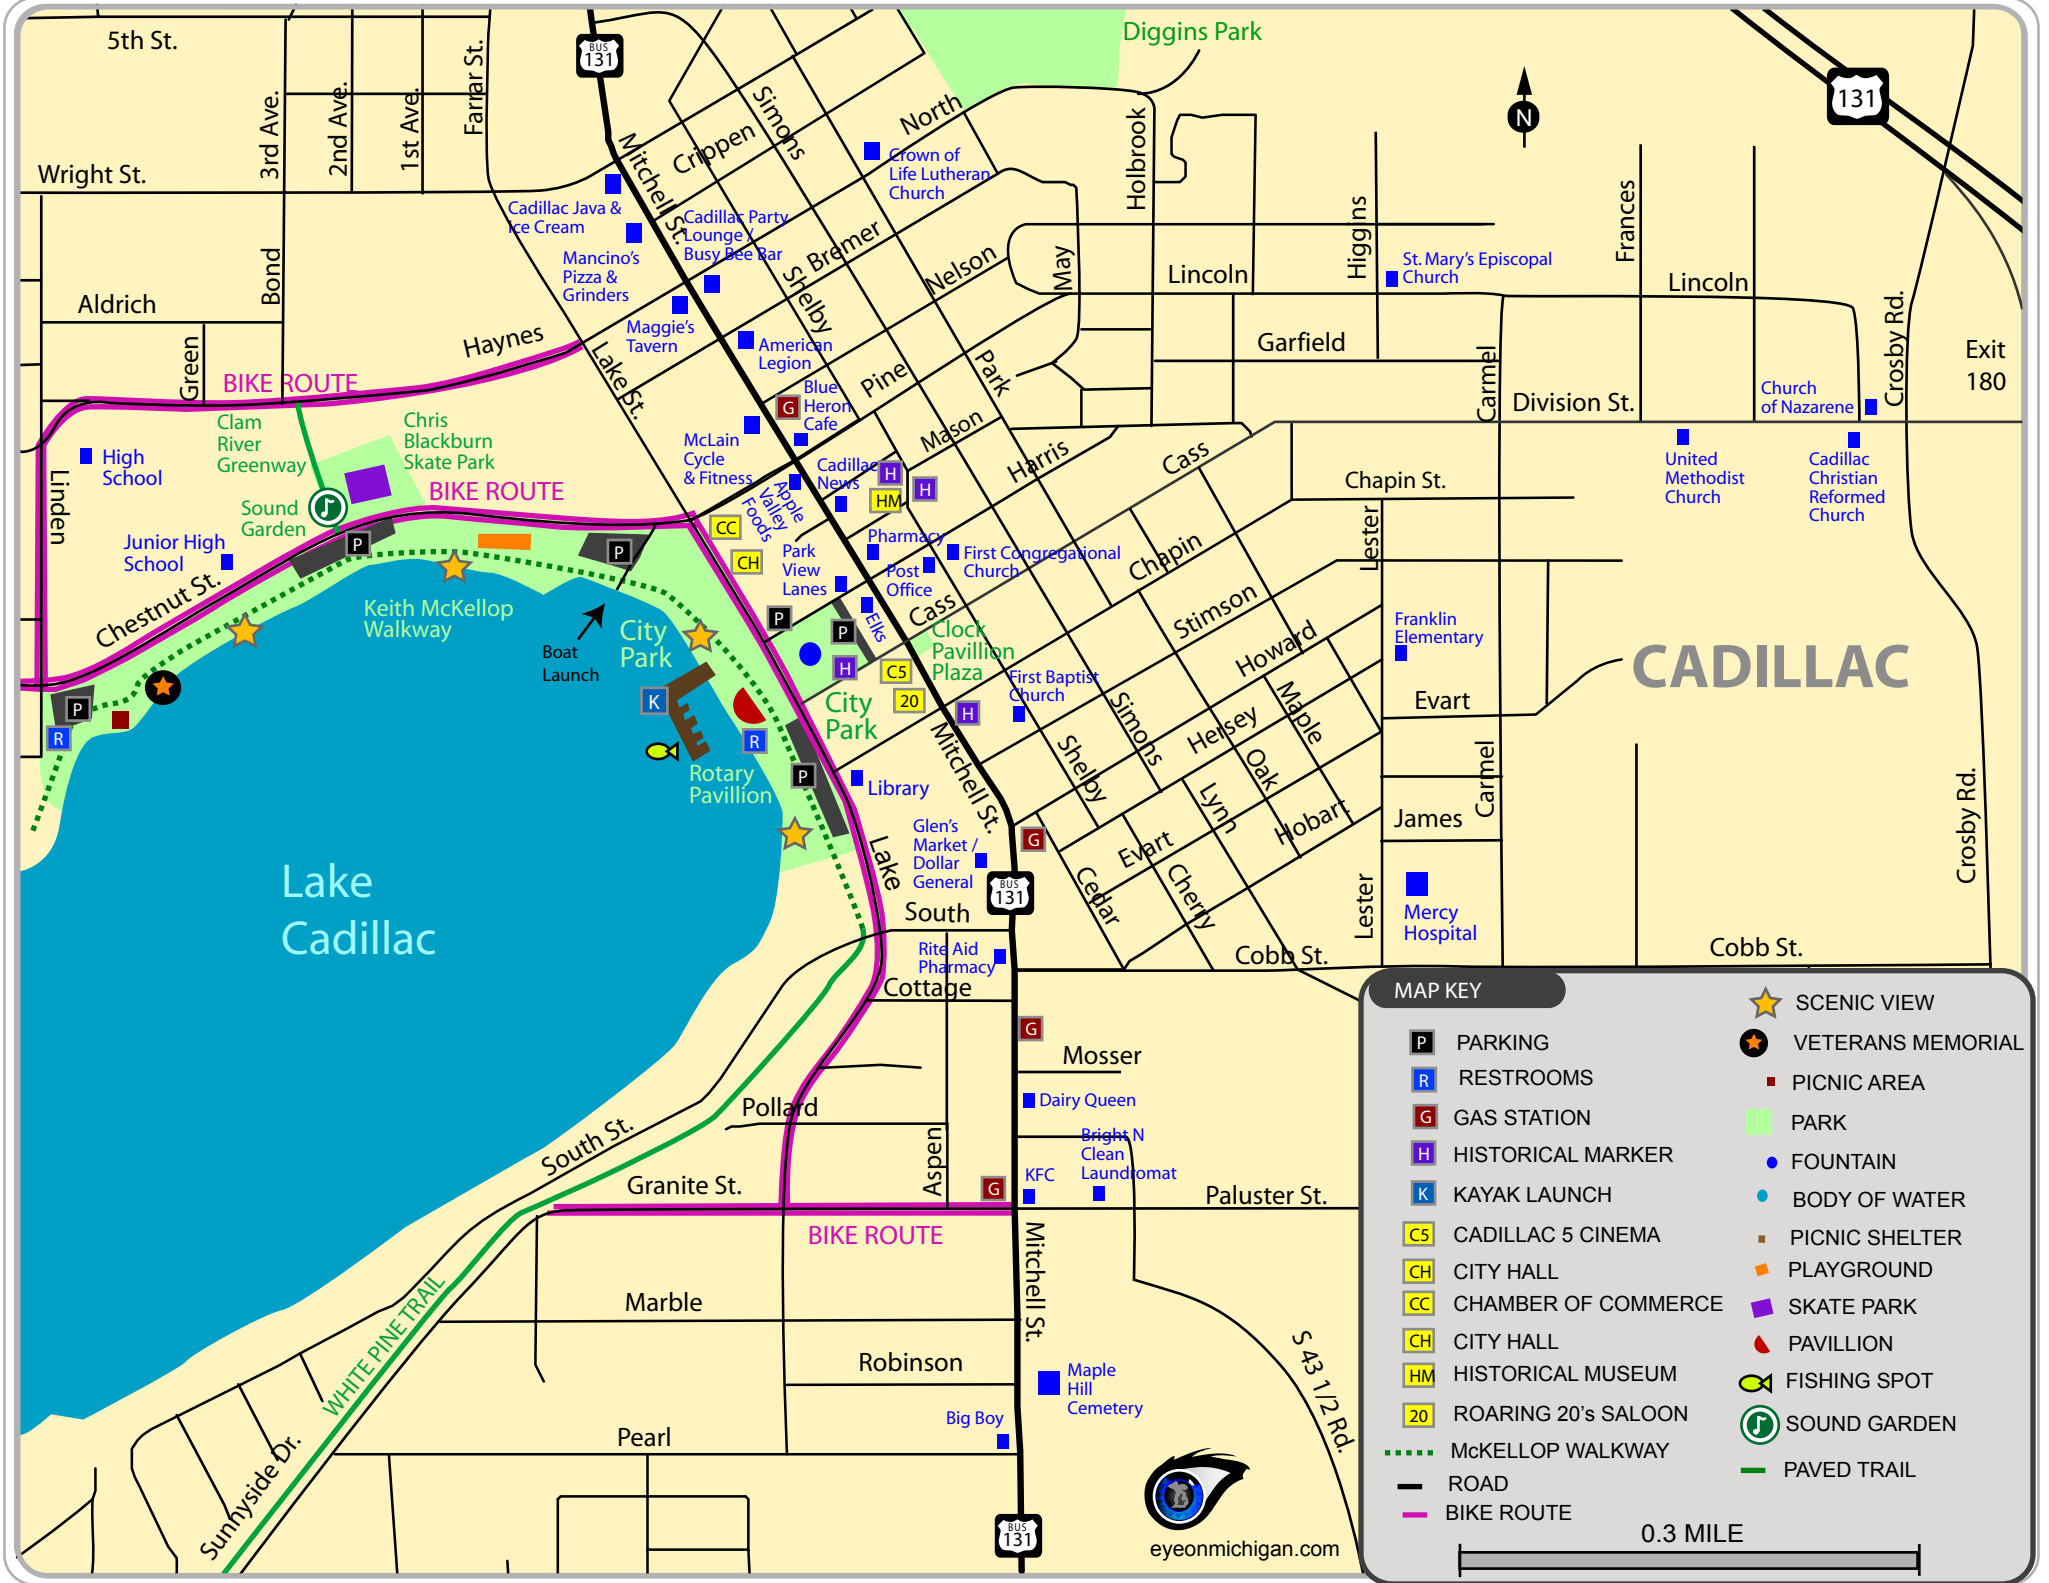 Diggins Park
5th St.
BUS
131
131
Farrar St.
3rd Ave.
2nd Ave.
1st Ave.
Simons
North
Holbrook
N
Mitchell St.
Crippen
Crown of
Life Lutheran
Church
Wright St.
Higgins
Frances
Cadillac Java &
Ice Cream
Cadillac Party
Lounge /
Busy Bee Bar
Bremer
Mancino's
Pizza &
Grinders
Bond
Shelby
Nelson
May
Lincoln
St. Mary's Episcopal
Church
Lincoln
Aldrich
Maggie's
Tavern
Haynes
American
Legion
Garfield
Crosby Rd.
Exit
180
Green
Lake St.
Park
Pine
Carmel
BIKE ROUTE
Blue
Heron
Cafe
G
Division St.
Church
of Nazarene
Clam
River
Greenway
Chris
Blackburn
Skate Park
Mason
McLain
Cycle
& Fitness
Harris
Cass
High
School
Linden
Cadillac
News
H
H
HM
Apple
Valley
Foods
United
Methodist
Church
Cadillac
Christian
Reformed
Church
BIKE ROUTE
Sound
Garden
Chapin St.
Lester
CC
CH
P
P
Junior High
School
Park
View
Lanes
Pharmacy
Post
Office
First Congregational
Church
Chapin
Chestnut St.
Keith McKellop
Walkway
Boat
Launch
City
Park
P
P
Elks
Cass
Stimson
Clock
Pavillion
Plaza
Howard
Franklin
Elementary
CADILLAC
H
C5
20
First Baptist
Church
K
P
R
City
Park
H
Simons
Maple
Evart
R
Mitchell St.
Hersey
Shelby
Oak
Rotary
Pavillion
P
Library
Lynn
Hobart
Carmel
James
Crosby Rd.
Lake
Glen's
Market /
Dollar
General
G
Evart
Cedar
Cherry
BUS
131
Lester
Mercy
Hospital
Lake
Cadillac
South
Rite Aid
Pharmacy
Cobb St.
Cobb St.
Cottage
G
Mosser
Dairy Queen
Pollard
South St.
Aspen
Bright N
Clean
Laundromat
KFC
G
Granite St.
Paluster St.
BIKE ROUTE
Mitchell St.
WHITE PINE TRAIL
Marble
Robinson
Maple
Hill
Cemetery
S 43 1/2 Rd.
Big Boy
Pearl
Sunnyside Dr.
BUS
131
eyeonmichigan.com
MAP KEY
P PARKING
R RESTROOMS
G GAS STATION
H HISTORICAL MARKER
K KAYAK LAUNCH
C5 CADILLAC 5 CINEMA
CH CITY HALL
CC CHAMBER OF COMMERCE
CH CITY HALL
HM HISTORICAL MUSEUM
20 ROARING 20's SALOON
McKELLOP WALKWAY
ROAD
BIKE ROUTE
SCENIC VIEW
VETERANS MEMORIAL
PICNIC AREA
PARK
FOUNTAIN
BODY OF WATER
PICNIC SHELTER
PLAYGROUND
SKATE PARK
PAVILLION
FISHING SPOT
SOUND GARDEN
PAVED TRAIL
0.3 MILE